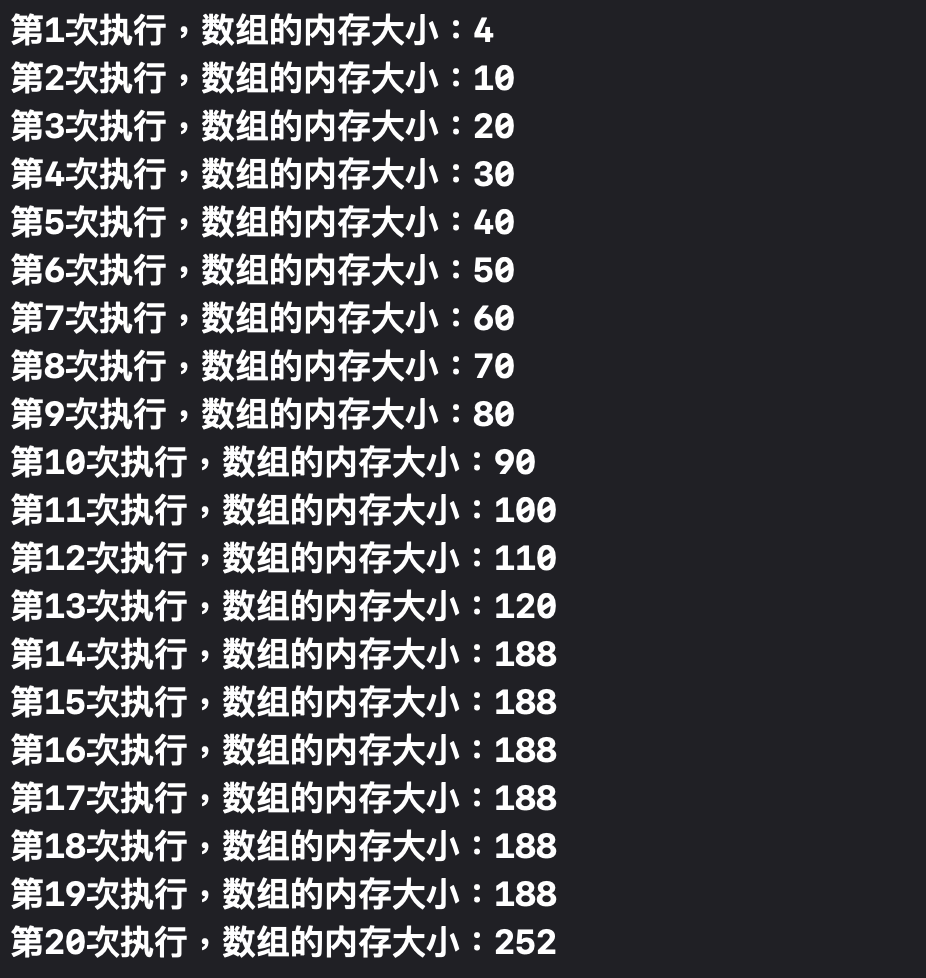 第1次执行，数组的内存大小：4
第2次执行，数组的内存大小：10
第3次执行，数组的内存大小：20
第4次执行，数组的内存大小：30
第5次执行，数组的内存大小：40
第6次执行，数组的内存大小：50
第7次执行，数组的内存大小：60
第8次执行，数组的内存大小：70
第9次执行，数组的内存大小：80
第10次执行，数组的内存大小：90
第11次执行，数组的内存大小：100
第12次执行，数组的内存大小：110
第13次执行，数组的内存大小：120
第14次执行，数组的内存大小：188
第15次执行，数组的内存大小：188
第16次执行，数组的内存大小：188
第17次执行，数组的内存大小：188
第18次执行，数组的内存大小：188
第19次执行，数组的内存大小：188
第20次执行，数组的内存大小：252